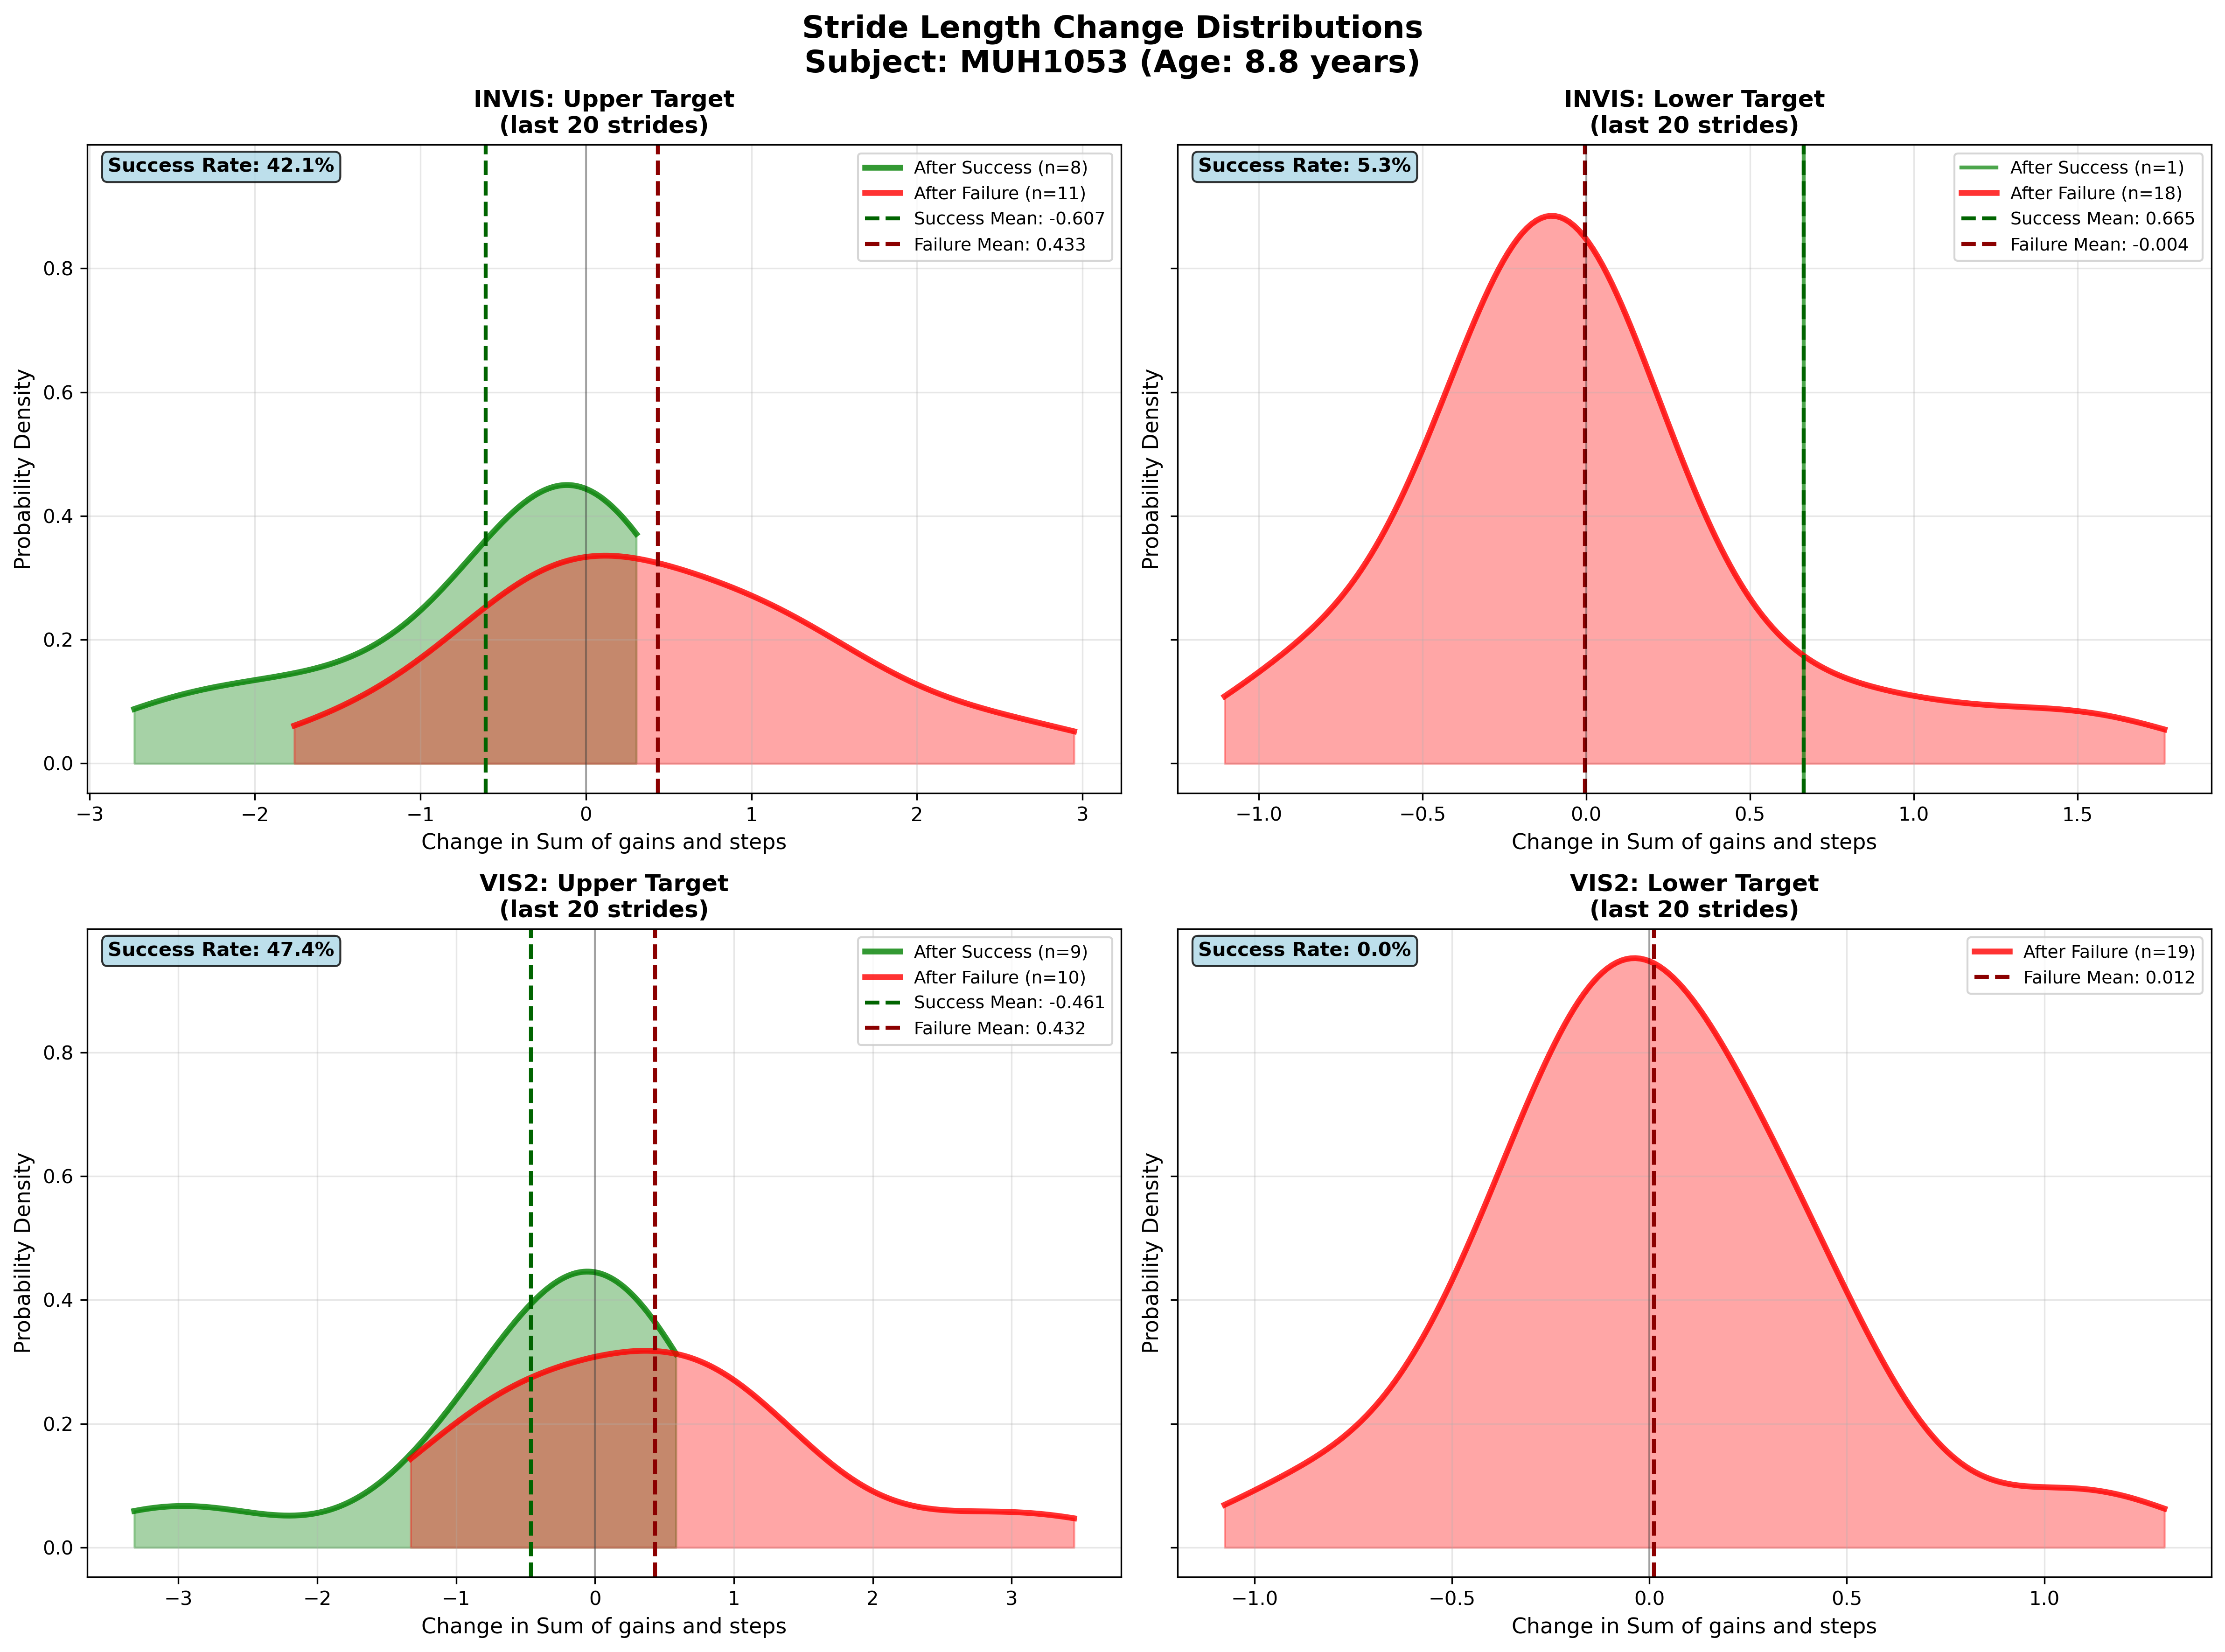 Stride Length Change Distributions
Subject: MUH1053 (Age: 8.8 years)
INVIS: Upper Target
(last 20 strides)
Success Rate: 42.1%
After Success (n=8)
After Failure (n=11)
Success Mean: -0.607
Failure Mean: 0.433
Probability Density
0.8
0.6
0.4
0.2
0.0
−3 −2 −1 0 1 2 3
Change in Sum of gains and steps
INVIS: Lower Target
(last 20 strides)
Success Rate: 5.3%
After Success (n=1)
After Failure (n=18)
Success Mean: 0.665
Failure Mean: -0.004
Probability Density
−1.0 −0.5 0.0 0.5 1.0 1.5
Change in Sum of gains and steps
VIS2: Upper Target
(last 20 strides)
Success Rate: 47.4%
After Success (n=9)
After Failure (n=10)
Success Mean: -0.461
Failure Mean: 0.432
Probability Density
0.8
0.6
0.4
0.2
0.0
−3 −2 −1 0 1 2 3
Change in Sum of gains and steps
VIS2: Lower Target
(last 20 strides)
Success Rate: 0.0%
After Failure (n=19)
Failure Mean: 0.012
Probability Density
−1.0 −0.5 0.0 0.5 1.0
Change in Sum of gains and steps